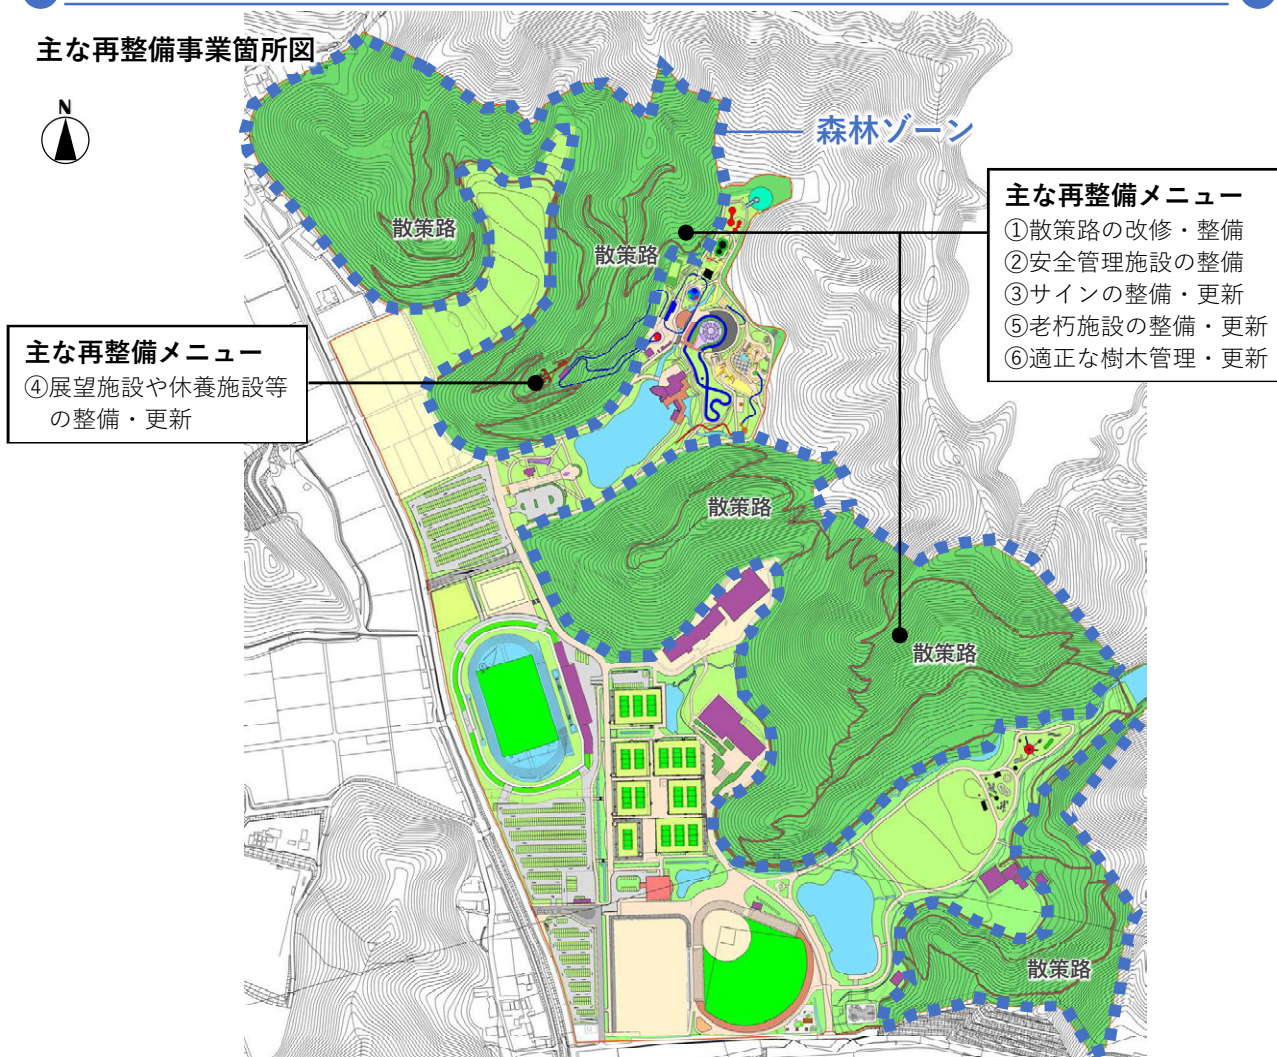 主な再整備事業箇所図
N
森林ゾーン
主な再整備メニュー
①散策路の改修・整備
②安全管理施設の整備
③サインの整備・更新
⑤老朽施設の整備・更新
⑥適正な樹木管理・更新
散策路
散策路
主な再整備メニュー
④展望施設や休養施設等
の整備・更新
散策路
散策路
散策路